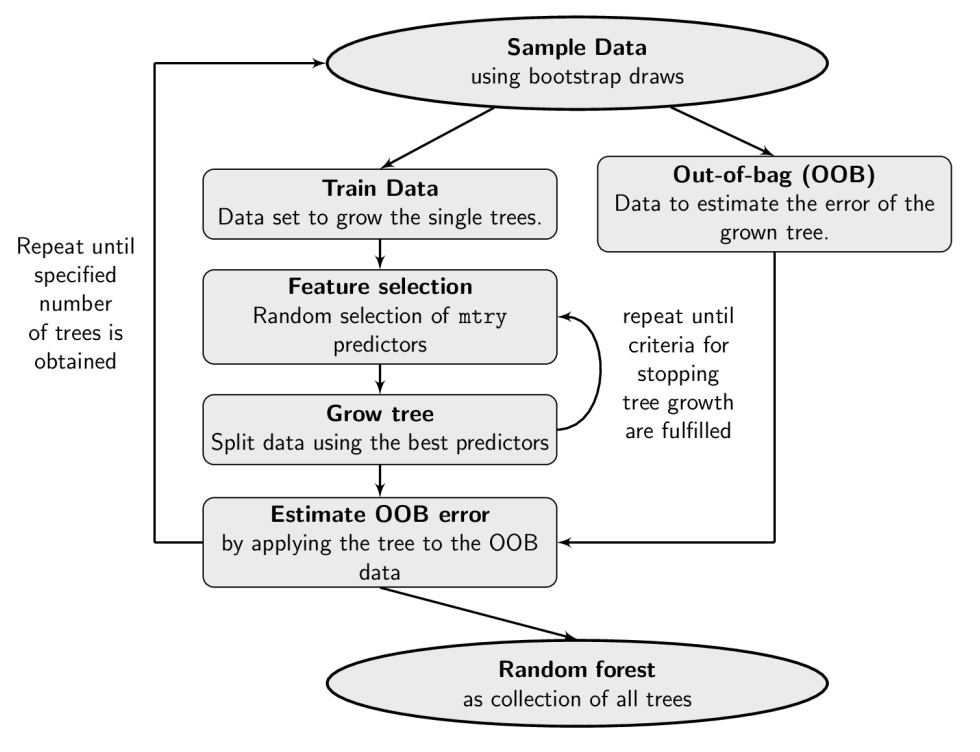 Sample Data
using bootstrap draws
Train Data
Data set to grow the single trees.
Out-of-bag (OOB)
Data to estimate the error of the
grown tree.
Repeat until
specified
number
of trees is
obtained
Feature selection
Random selection of mtry
predictors
repeat until
criteria for
stopping
tree growth
are fulfilled
Grow tree
Split data using the best predictors
Estimate OOB error
by applying the tree to the OOB
data
Random forest
as collection of all trees